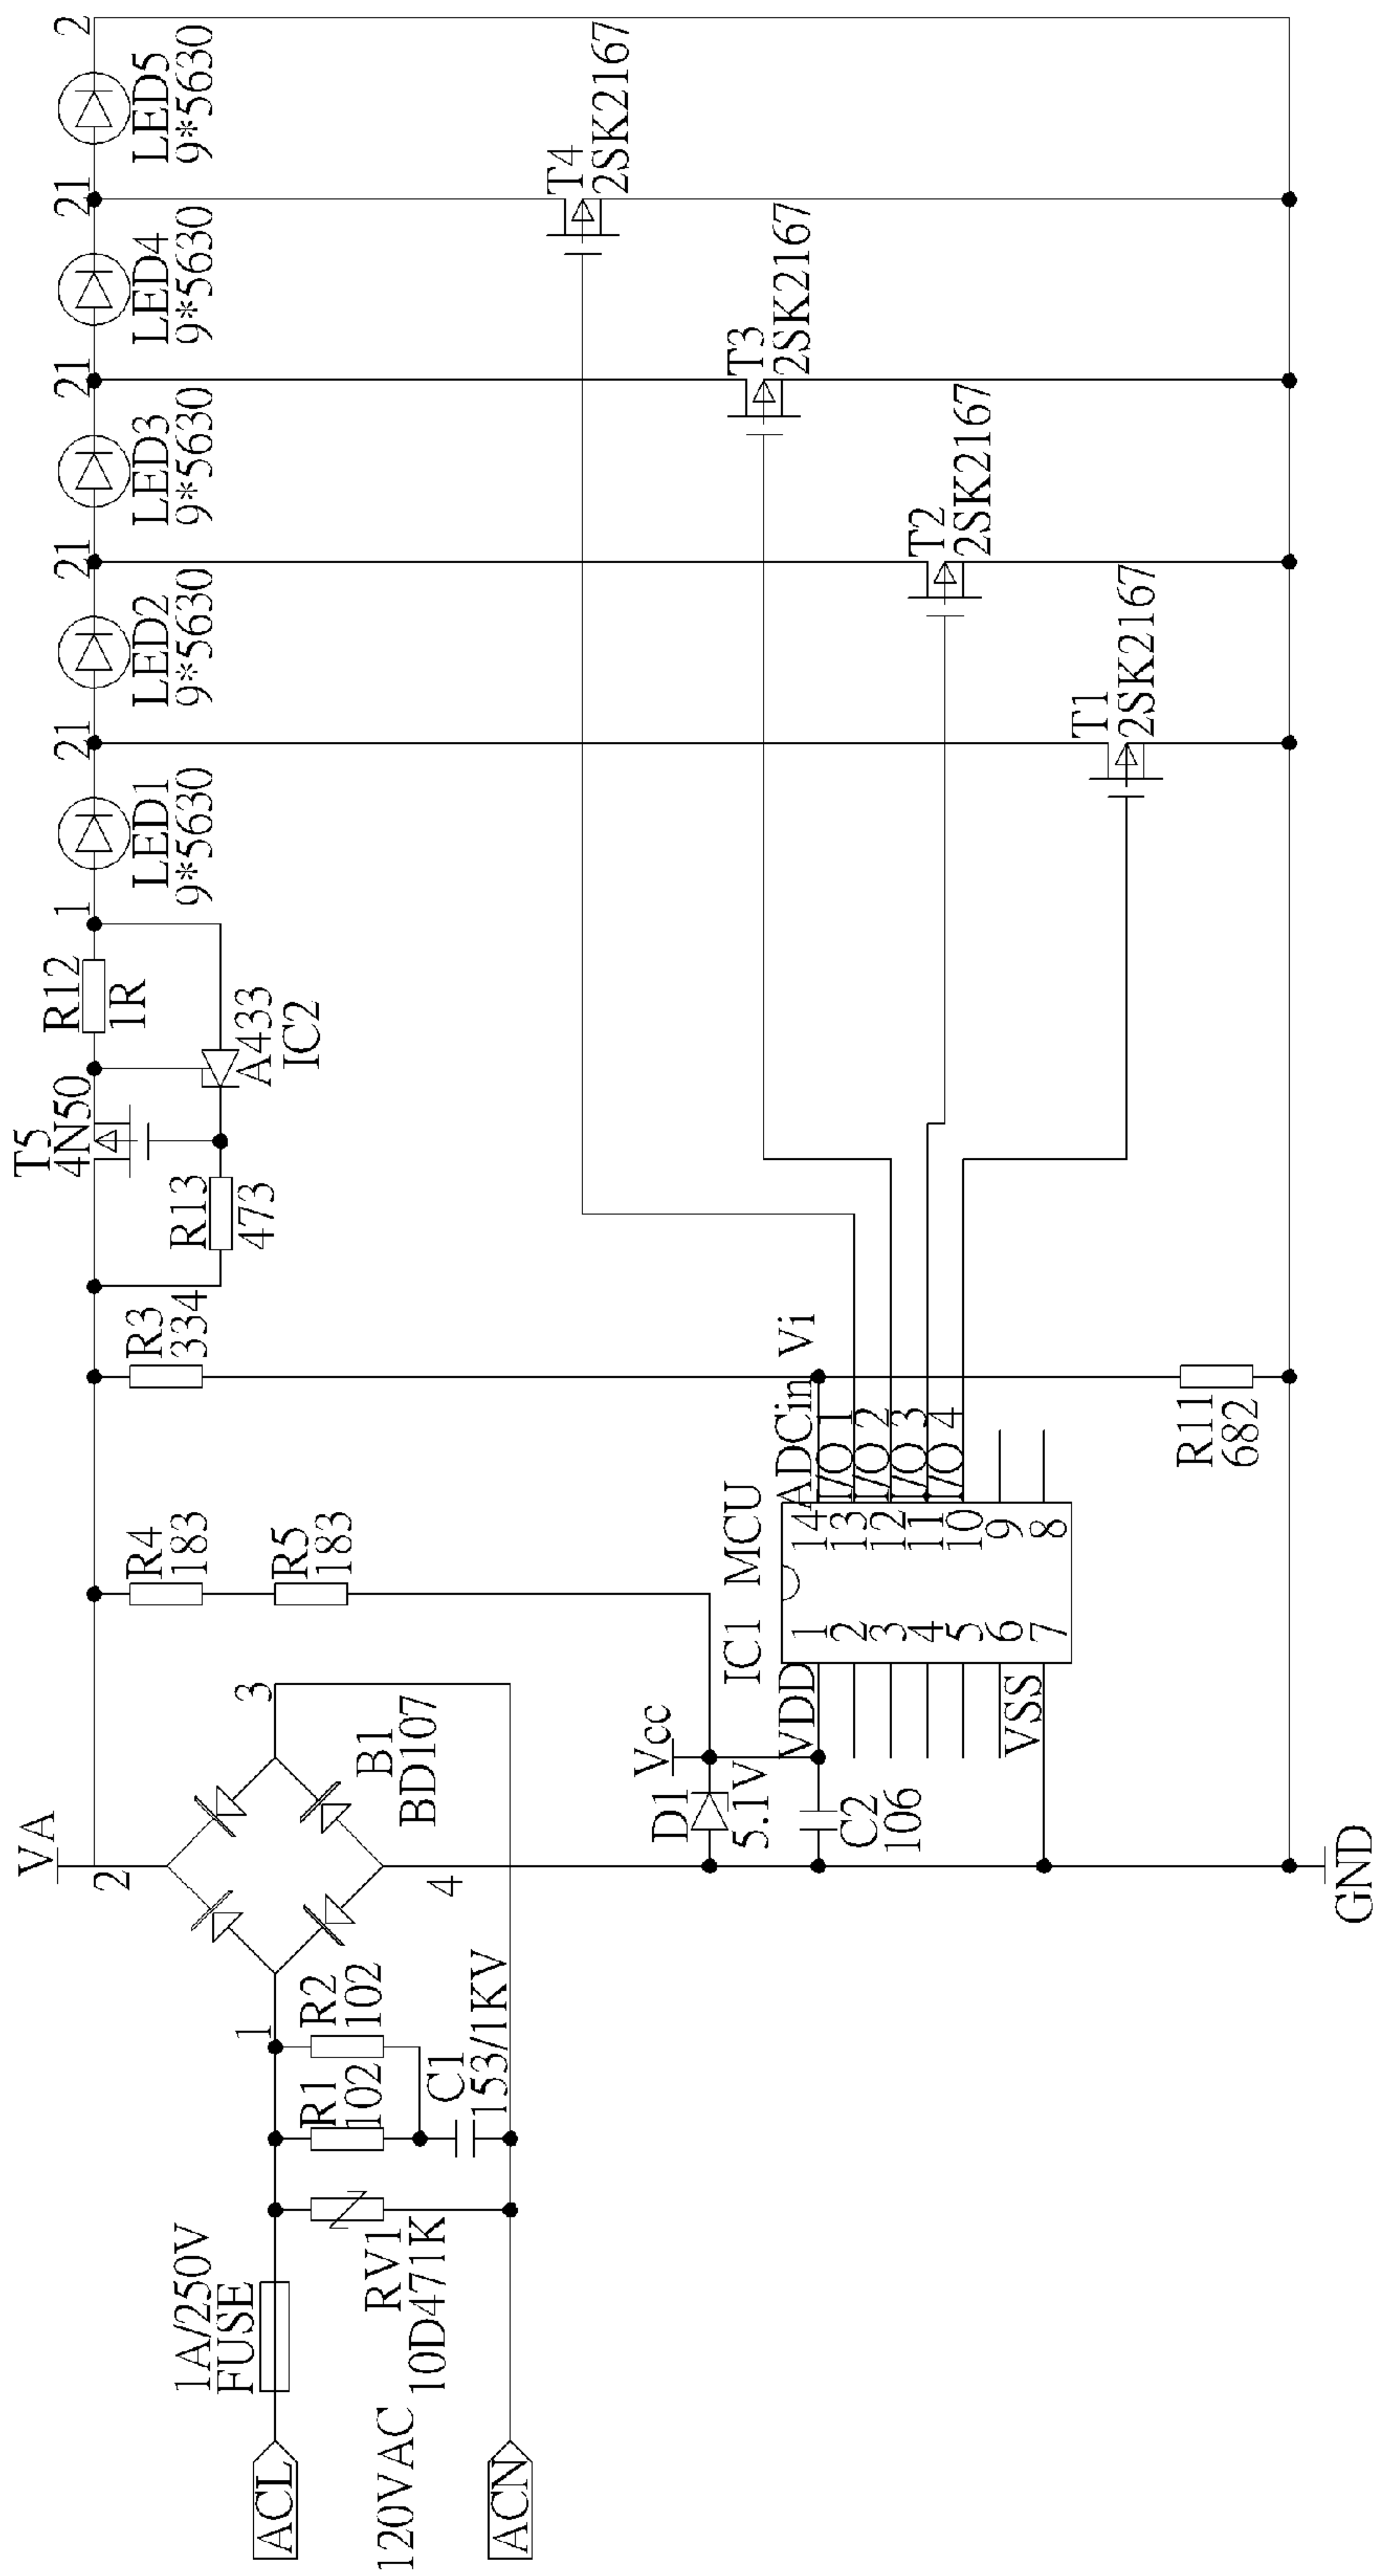 ACL
120VAC
ACN
1A/250V
FUSE
RV1
10D471K
R1
102
R2
102
C1
153/1KV
1
VA
2
3
4
B1
BD107
R4
183
R5
183
Vcc
D1
5.1V
C2
106
GND
IC1 MCU
VDD
VSS
1
2
3
4
5
6
7
14
13
12
11
10
9
8
ADCin
I/O 1
I/O 2
I/O 3
I/O 4
Vi
R3
334
R11
682
T5
4N50
R13
473
R12
1R
A433
IC2
1
LED1
9*5630
21
LED2
9*5630
21
LED3
9*5630
21
LED4
9*5630
21
LED5
9*5630
2
T1
2SK2167
T2
2SK2167
T3
2SK2167
T4
2SK2167